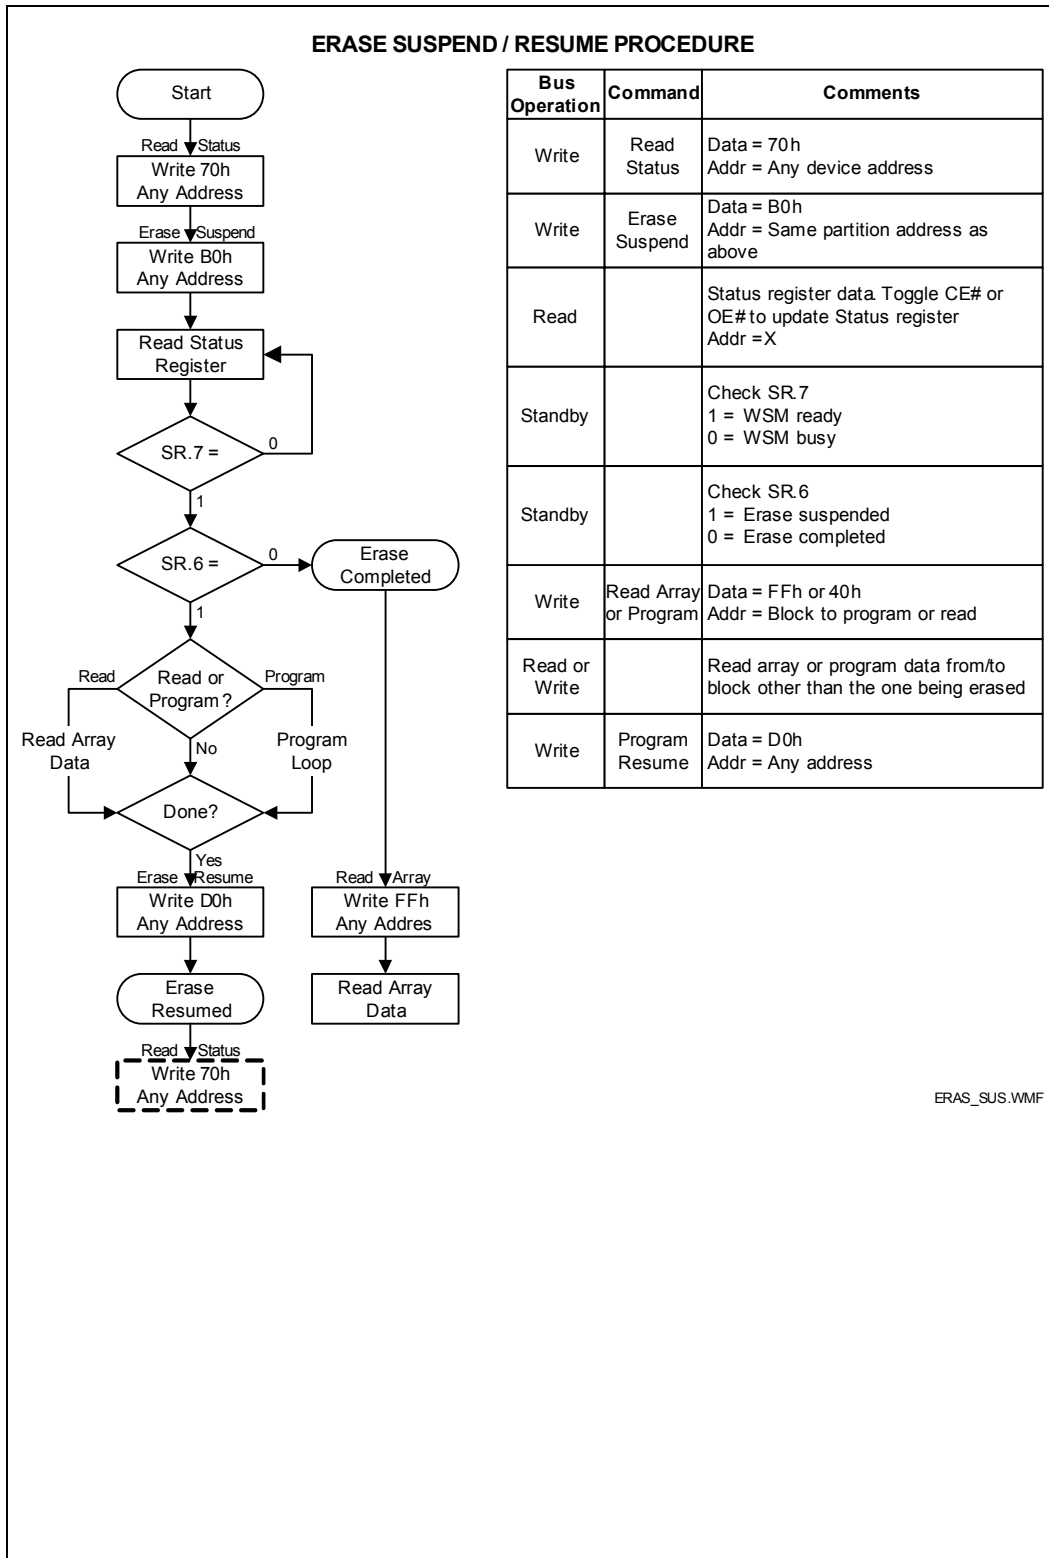 ERASE SUSPEND / RESUME PROCEDURE
Start
Read Status
Write 70h
Any Address
Erase Suspend
Write B0h
Any Address
Read Status
Register
SR.7 =
0
1
SR.6 =
0
Erase
Completed
1
Read or
Program?
Read
Program
Read Array
Data
No
Program
Loop
Done?
Yes
Erase Resume
Write D0h
Any Address
Read Array
Write FFh
Any Addres
Erase
Resumed
Read Array
Data
Read Status
Write 70h
Any Address
Bus
Operation
Command
Comments
Write
Read
Status
Data = 70h
Addr = Any device address
Write
Erase
Suspend
Data = B0h
Addr = Same partition address as
above
Read
Status register data. Toggle CE# or
OE# to update Status register
Addr =X
Standby
Check SR.7
1 = WSM ready
0 = WSM busy
Standby
Check SR.6
1 = Erase suspended
0 = Erase completed
Write
Read Array
or Program
Data = FFh or 40h
Addr = Block to program or read
Read or
Write
Read array or program data from/to
block other than the one being erased
Write
Program
Resume
Data = D0h
Addr = Any address
ERAS_SUS.WMF